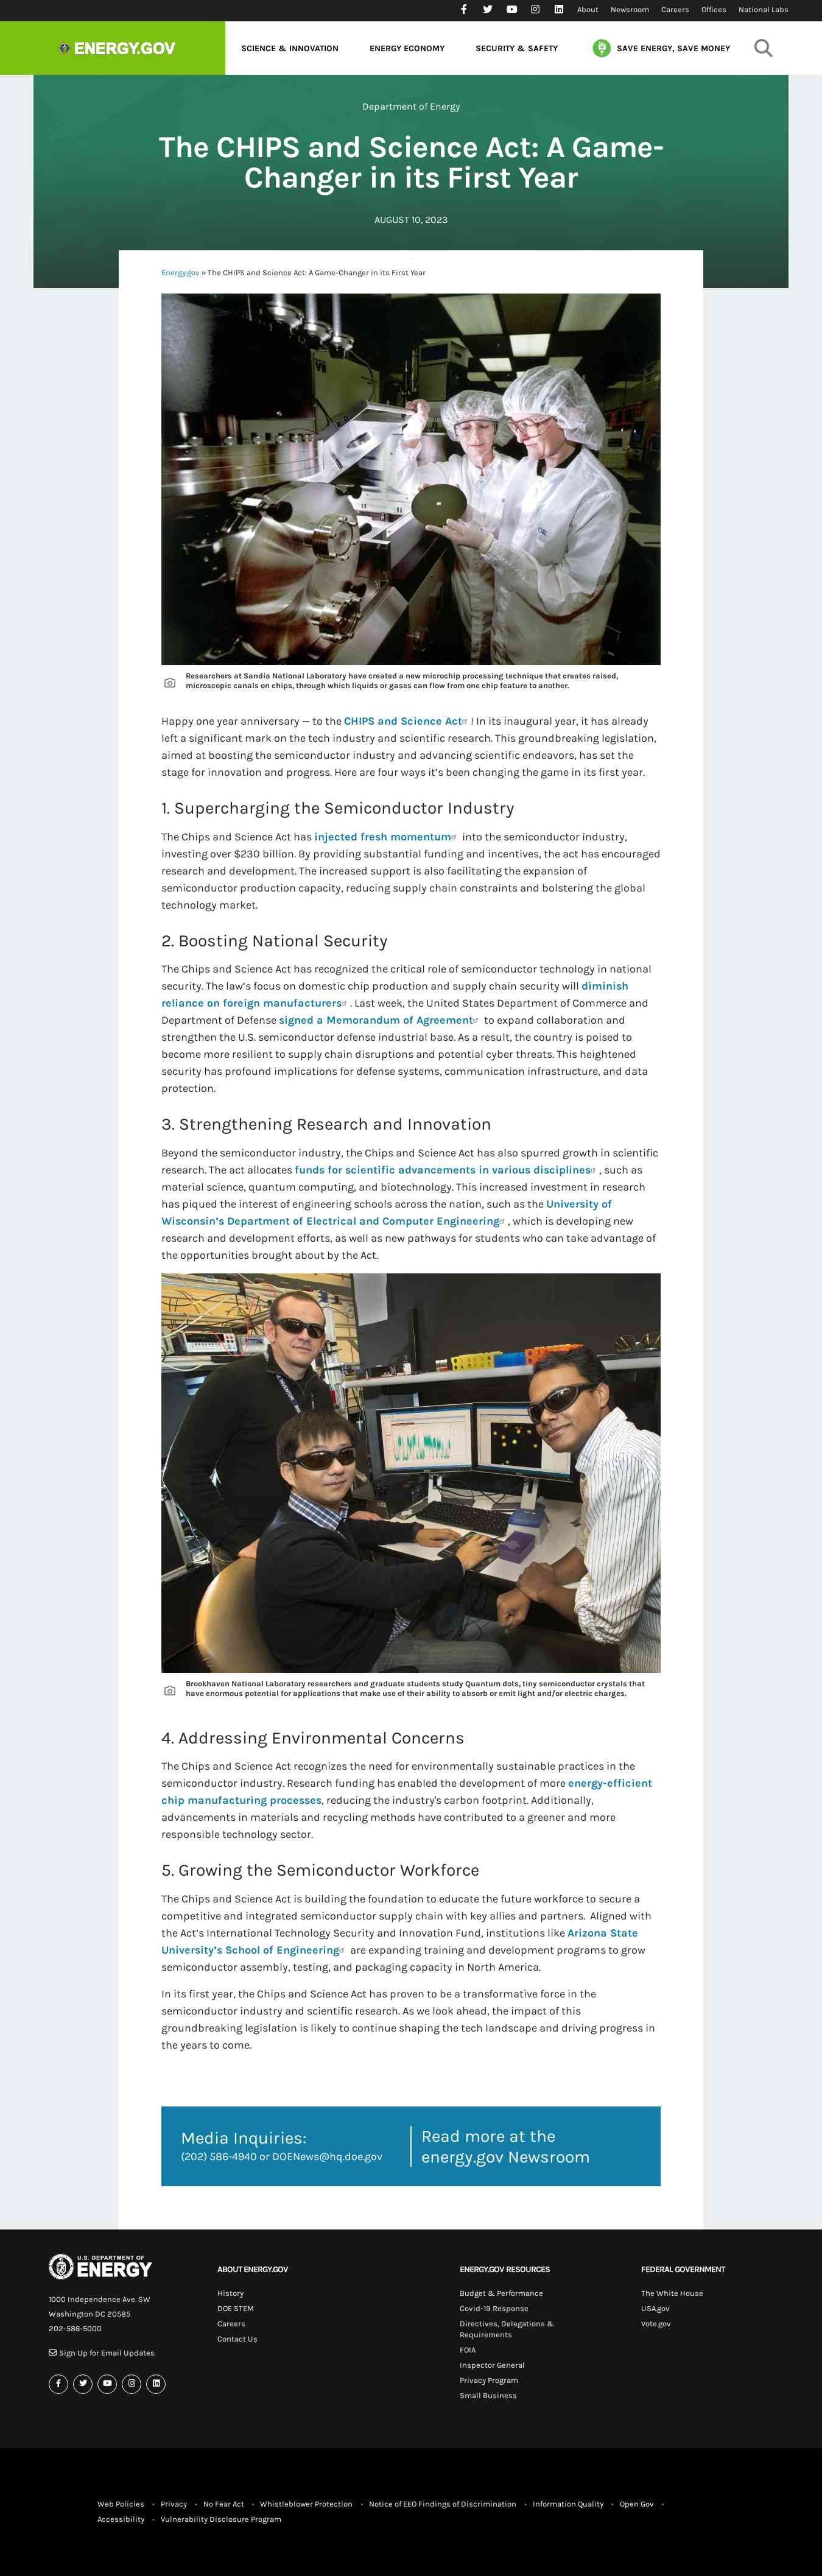 About Newsroom Careers Offices National Labs
ENERGY.GOV SCIENCE & INNOVATION ENERGY ECONOMY SECURITY & SAFETY SAVE ENERGY, SAVE MONEY
Department of Energy
The CHIPS and Science Act: A Game-
Changer in its First Year
AUGUST 10, 2023
Energy.gov » The CHIPS and Science Act: A Game-Changer in its First Year
Researchers at Sandia National Laboratory have created a new microchip processing technique that creates raised,
microscopic canals on chips, through which liquids or gases can flow from one chip feature to another.
Happy one year anniversary — to the CHIPS and Science Act ! In its inaugural year, it has already
left a significant mark on the tech industry and scientific research. This groundbreaking legislation,
aimed at boosting the semiconductor industry and advancing scientific endeavors, has set the
stage for innovation and progress. Here are four ways it’s been changing the game in its first year.
1. Supercharging the Semiconductor Industry
The Chips and Science Act has injected fresh momentum into the semiconductor industry,
investing over $230 billion. By providing substantial funding and incentives, the act has encouraged
research and development. The increased support is also facilitating the expansion of
semiconductor production capacity, reducing supply chain constraints and bolstering the global
technology market.
2. Boosting National Security
The Chips and Science Act has recognized the critical role of semiconductor technology in national
security. The law’s focus on domestic chip production and supply chain security will diminish
reliance on foreign manufacturers . Last week, the United States Department of Commerce and
Department of Defense signed a Memorandum of Agreement to expand collaboration and
strengthen the U.S. semiconductor defense industrial base. As a result, the country is poised to
become more resilient to supply chain disruptions and potential cyber threats. This heightened
security has profound implications for defense systems, communication infrastructure, and data
protection.
3. Strengthening Research and Innovation
Beyond the semiconductor industry, the Chips and Science Act has also spurred growth in scientific
research. The act allocates funds for scientific advancements in various disciplines , such as
material science, quantum computing, and biotechnology. This increased investment in research
has piqued the interest of engineering schools across the nation, such as the University of
Wisconsin’s Department of Electrical and Computer Engineering , which is developing new
research and development efforts, as well as new pathways for students who can take advantage of
the opportunities brought about by the Act.
Brookhaven National Laboratory researchers and graduate students study Quantum dots, tiny semiconductor crystals that
have enormous potential for applications that make use of their ability to absorb or emit light and/or electric charges.
4. Addressing Environmental Concerns
The Chips and Science Act recognizes the need for environmentally sustainable practices in the
semiconductor industry. Research funding has enabled the development of more energy-efficient
chip manufacturing processes, reducing the industry's carbon footprint. Additionally,
advancements in materials and recycling methods have contributed to a greener and more
responsible technology sector.
5. Growing the Semiconductor Workforce
The Chips and Science Act is building the foundation to educate the future workforce to secure a
competitive and integrated semiconductor supply chain with key allies and partners. Aligned with
the Act’s International Technology Security and Innovation Fund, institutions like Arizona State
University’s School of Engineering are expanding training and development programs to grow
semiconductor assembly, testing, and packaging capacity in North America.
In its first year, the Chips and Science Act has proven to be a transformative force in the
semiconductor industry and scientific research. As we look ahead, the impact of this
groundbreaking legislation is likely to continue shaping the tech landscape and driving progress in
the years to come.
Media Inquiries:
(202) 586-4940 or DOENews@hq.doe.gov
Read more at the
energy.gov Newsroom
U.S. DEPARTMENT OF
ENERGY
1000 Independence Ave. SW
Washington DC 20585
202-586-5000
Sign Up for Email Updates
ABOUT ENERGY.GOV
History
DOE STEM
Careers
Contact Us
ENERGY.GOV RESOURCES
Budget & Performance
Covid-19 Response
Directives, Delegations &
Requirements
FOIA
Inspector General
Privacy Program
Small Business
FEDERAL GOVERNMENT
The White House
USA.gov
Vote.gov
Web Policies • Privacy • No Fear Act • Whistleblower Protection • Notice of EEO Findings of Discrimination • Information Quality • Open Gov •
Accessibility • Vulnerability Disclosure Program